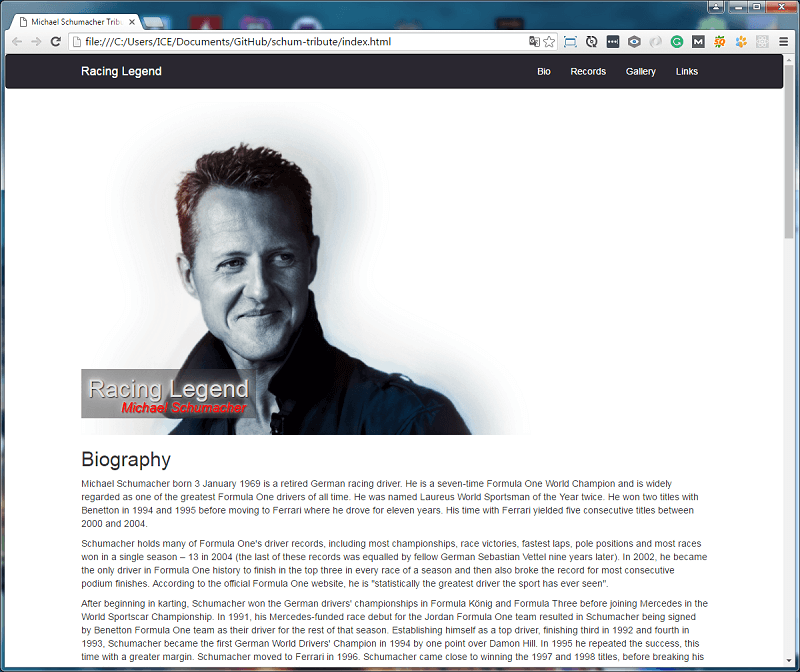 Michael Schumacher Trib
file:///C:/Users/ICE/Documents/GitHub/schum-tribute/index.html
Racing Legend
Bio Records Gallery Links
Racing Legend
Michael Schumacher
Biography
Michael Schumacher born 3 January 1969 is a retired German racing driver. He is a seven-time Formula One World Champion and is widely
regarded as one of the greatest Formula One drivers of all time. He was named Laureus World Sportsman of the Year twice. He won two titles with
Benetton in 1994 and 1995 before moving to Ferrari where he drove for eleven years. His time with Ferrari yielded five consecutive titles between
2000 and 2004.
Schumacher holds many of Formula One's driver records, including most championships, race victories, fastest laps, pole positions and most races
won in a single season – 13 in 2004 (the last of these records was equalled by fellow German Sebastian Vettel nine years later). In 2002, he became
the only driver in Formula One history to finish in the top three in every race of a season and then also broke the record for most consecutive
podium finishes. According to the official Formula One website, he is "statistically the greatest driver the sport has ever seen".
After beginning in karting, Schumacher won the German drivers' championships in Formula König and Formula Three before joining Mercedes in the
World Sportscar Championship. In 1991, his Mercedes-funded race debut for the Jordan Formula One team resulted in Schumacher being signed
by Benetton Formula One team as their driver for the rest of that season. Establishing himself as a top driver, finishing third in 1992 and fourth in
1993, Schumacher became the first German World Drivers' Champion in 1994 by one point over Damon Hill. In 1995 he repeated the success, this
time with a greater margin. Schumacher moved to Ferrari in 1996. Schumacher came close to winning the 1997 and 1998 titles, before breaking his